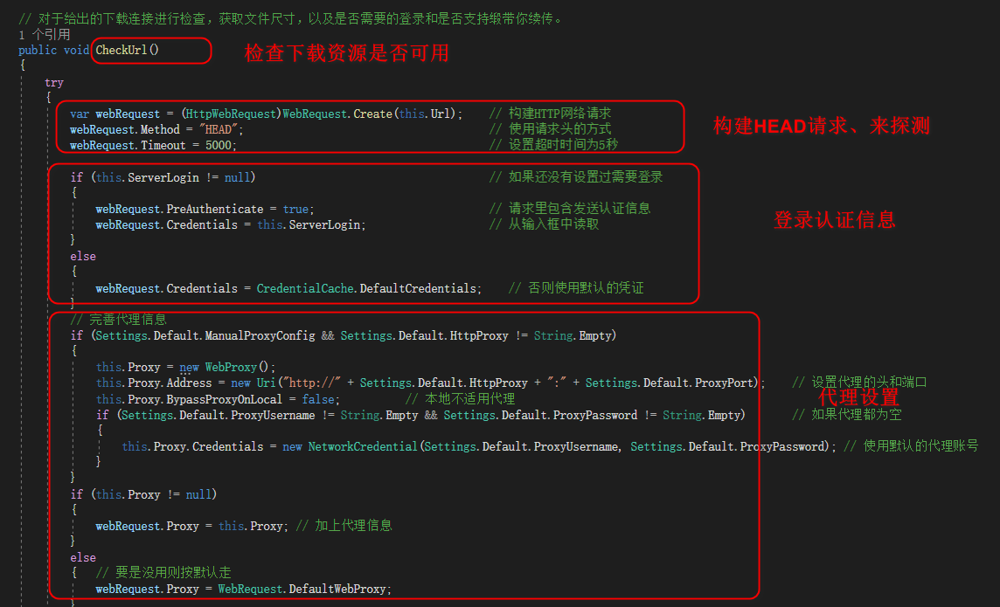 // 对于给出的下载连接进行检查，获取文件尺寸，以及是否需要的登录和是否支持缎带你续传。
1 个引用
public void CheckUrl()
检查下载资源是否可用
{
try
{
var webRequest = (HttpWebRequest)WebRequest.Create(this.Url); // 构建HTTP网络请求
webRequest.Method = "HEAD"; // 使用请求头的方式
构建HEAD请求、来探测
webRequest.Timeout = 5000; // 设置超时时间为5秒
if (this.ServerLogin != null) // 如果还没有设置过需要登录
{
webRequest.PreAuthenticate = true; // 请求里包含发送认证信息
登录认证信息
webRequest.Credentials = this.ServerLogin; // 从输入框中读取
}
else
{
webRequest.Credentials = CredentialCache.DefaultCredentials; // 否则使用默认的凭证
}
// 完善代理信息
if (Settings.Default.ManualProxyConfig && Settings.Default.HttpProxy != String.Empty)
{
this.Proxy = new WebProxy();
this.Proxy.Address = new Uri("http://" + Settings.Default.HttpProxy + ":" + Settings.Default.ProxyPort); // 设置代理的头和端口
this.Proxy.BypassProxyOnLocal = false; // 本地不适用代理
代理设置
if (Settings.Default.ProxyUsername != String.Empty && Settings.Default.ProxyPassword != String.Empty) // 如果代理都为空
{
this.Proxy.Credentials = new NetworkCredential(Settings.Default.ProxyUsername, Settings.Default.ProxyPassword); // 使用默认的代理账号
}
}
if (this.Proxy != null)
{
webRequest.Proxy = this.Proxy; // 加上代理信息
}
else
{ // 要是没用则按默认走
webRequest.Proxy = WebRequest.DefaultWebProxy;
}